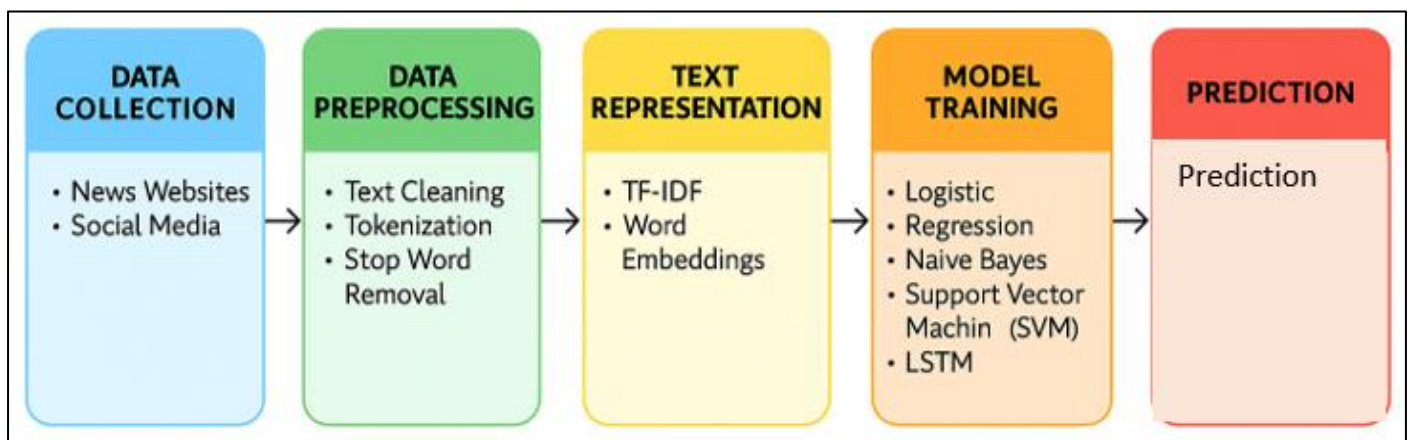 DATA
COLLECTION
• News Websites
• Social Media
DATA
PREPROCESSING
• Text Cleaning
• Tokenization
• Stop Word
Removal
TEXT
REPRESENTATION
• TF-IDF
• Word
Embeddings
MODEL
TRAINING
• Logistic
• Regression
• Naive Bayes
• Support Vector
Machin (SVM)
• LSTM
PREDICTION
Prediction